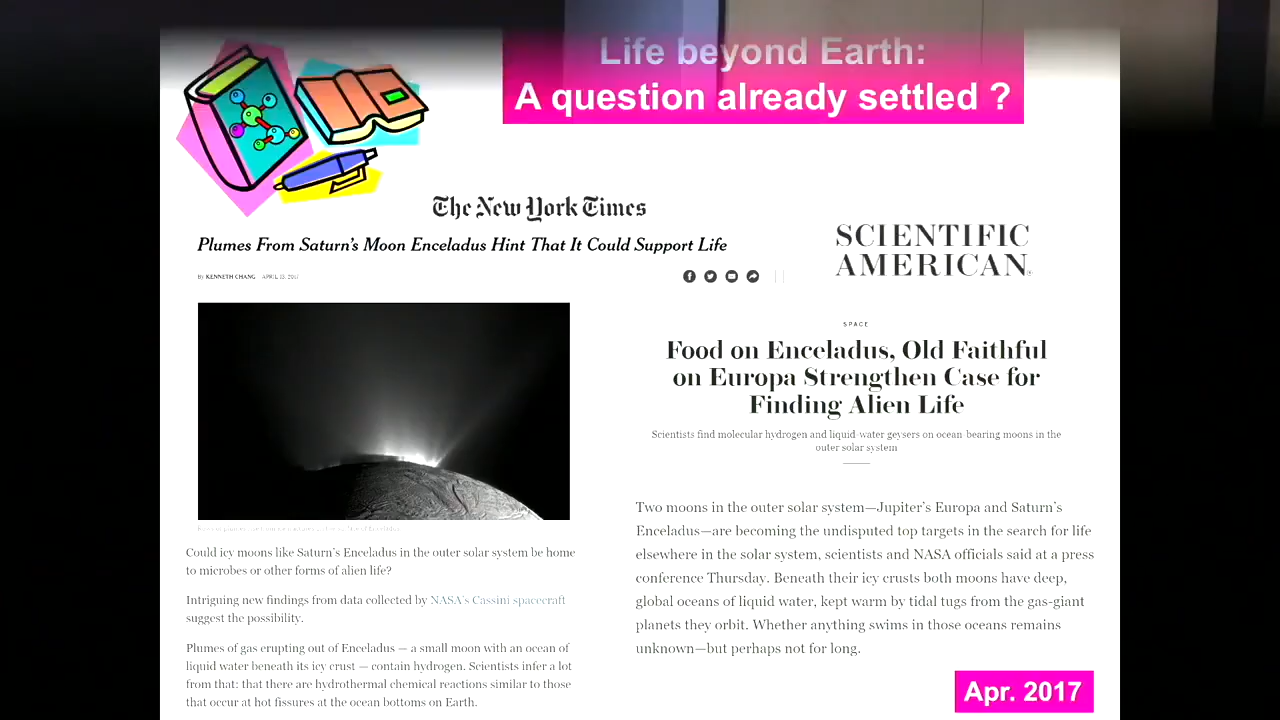 Life beyond Earth:
A question already settled ?
The New York Times
Plumes From Saturn's Moon Enceladus Hint That It Could Support Life
By KENNETH CHANG APRIL 13, 2017
Could icy moons like Saturn's Enceladus in the outer solar system be home
to microbes or other forms of alien life?
Intriguing new findings from data collected by NASA's Cassini spacecraft
suggest the possibility.
Plumes of gas erupting out of Enceladus — a small moon with an ocean of
liquid water beneath its icy crust — contain hydrogen. Scientists infer a lot
from that: that there are hydrothermal chemical reactions similar to those
that occur at hot fissures at the ocean bottoms on Earth.
SCIENTIFIC
AMERICAN®
SPACE
Food on Enceladus, Old Faithful
on Europa Strengthen Case for
Finding Alien Life
Scientists find molecular hydrogen and liquid-water geysers on ocean-bearing moons in the
outer solar system
Two moons in the outer solar system—Jupiter's Europa and Saturn's
Enceladus—are becoming the undisputed top targets in the search for life
elsewhere in the solar system, scientists and NASA officials said at a press
conference Thursday. Beneath their icy crusts both moons have deep,
global oceans of liquid water, kept warm by tidal tugs from the gas-giant
planets they orbit. Whether anything swims in those oceans remains
unknown—but perhaps not for long.
Apr. 2017